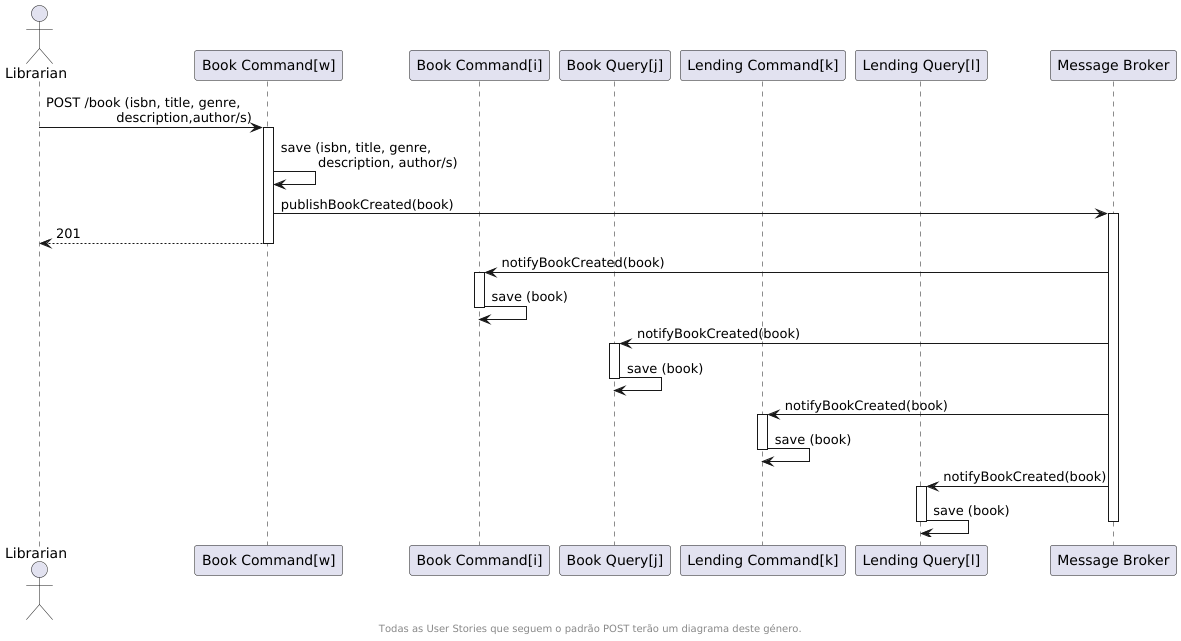 Librarian
Book Command[w]
Book Command[i]
Book Query[j]
Lending Command[k]
Lending Query[l]
Message Broker
POST /book (isbn, title, genre,
description,author/s)
save (isbn, title, genre,
description, author/s)
publishBookCreated(book)
201
notifyBookCreated(book)
save (book)
notifyBookCreated(book)
save (book)
notifyBookCreated(book)
save (book)
notifyBookCreated(book)
save (book)
Librarian
Book Command[w]
Book Command[i]
Book Query[j]
Lending Command[k]
Lending Query[l]
Message Broker
Todas as User Stories que seguem o padrão POST terão um diagrama deste género.